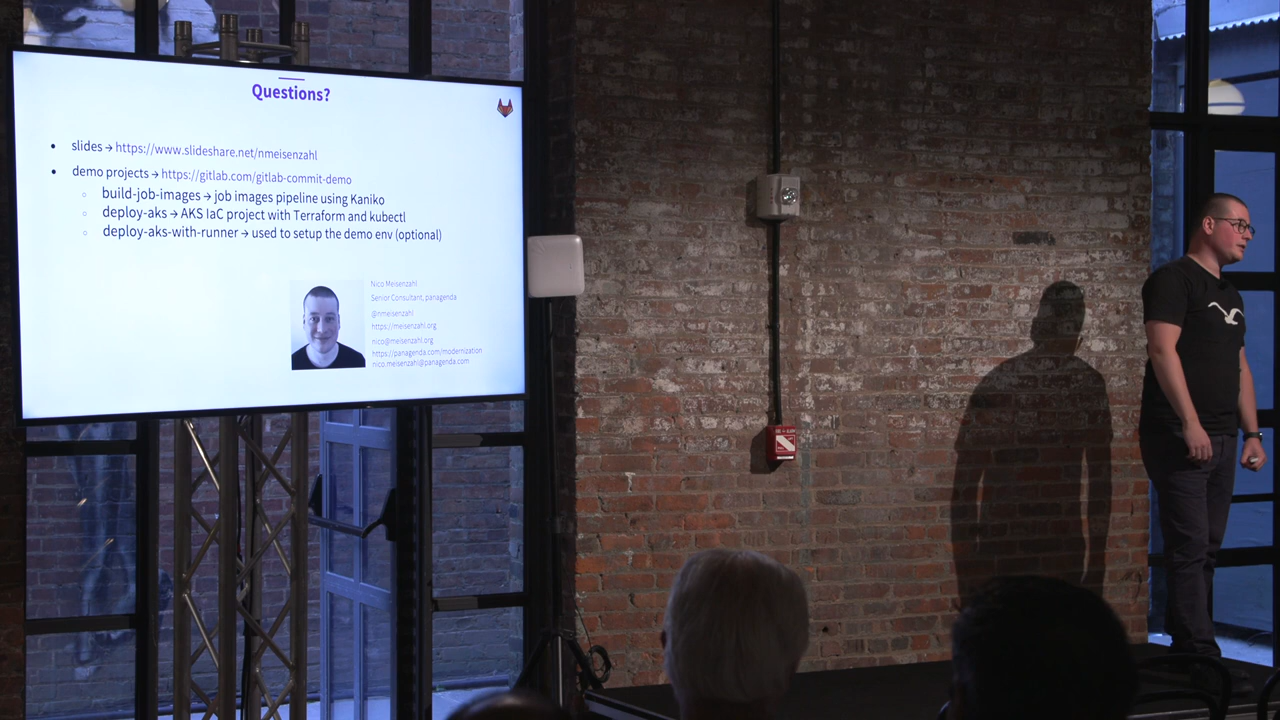 Questions?
slides → https://www.slideshare.net/nmeisenzahl
demo projects → https://gitlab.com/gitlab-commit-demo
build-job-images → job images pipeline using Kaniko
deploy-aks → AKS IaC project with Terraform and kubectl
deploy-aks-with-runner → used to setup the demo env (optional)
Nico Meisenzahl
Senior Consultant, panagenda
@nmeisenzahl
https://meisenzahl.org
nico@meisenzahl.org
https://panagenda.com/modernization
nico.meisenzahl@panagenda.com